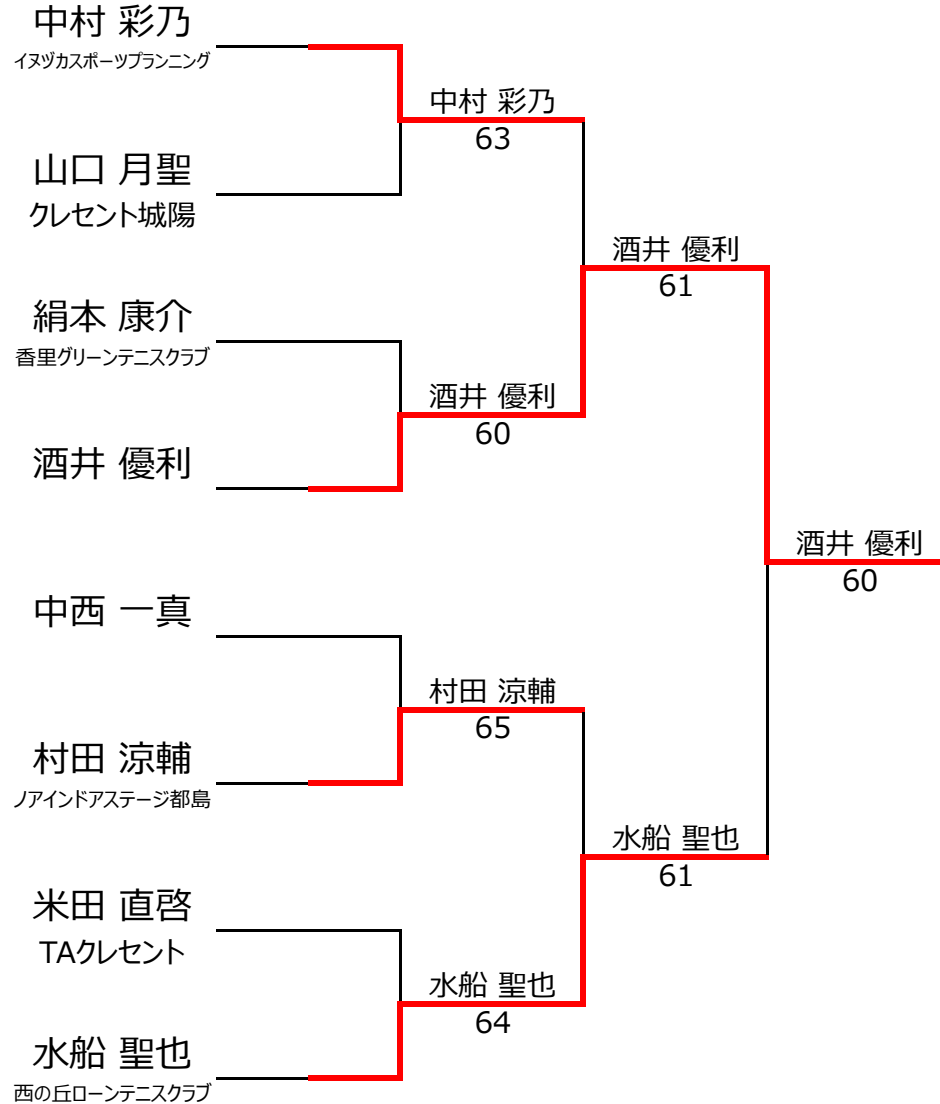 中村 彩乃
イヌヅカスポーツプランニング
中村 彩乃
63
山口 月聖
クレセント城陽
酒井 優利
61
絹本 康介
香里グリーンテニスクラブ
酒井 優利
60
酒井 優利
酒井 優利
60
中西 一真
村田 涼輔
65
村田 涼輔
ノアインドアステージ都島
水船 聖也
61
米田 直啓
TAクレセント
水船 聖也
64
水船 聖也
西の丘ローンテニスクラブ